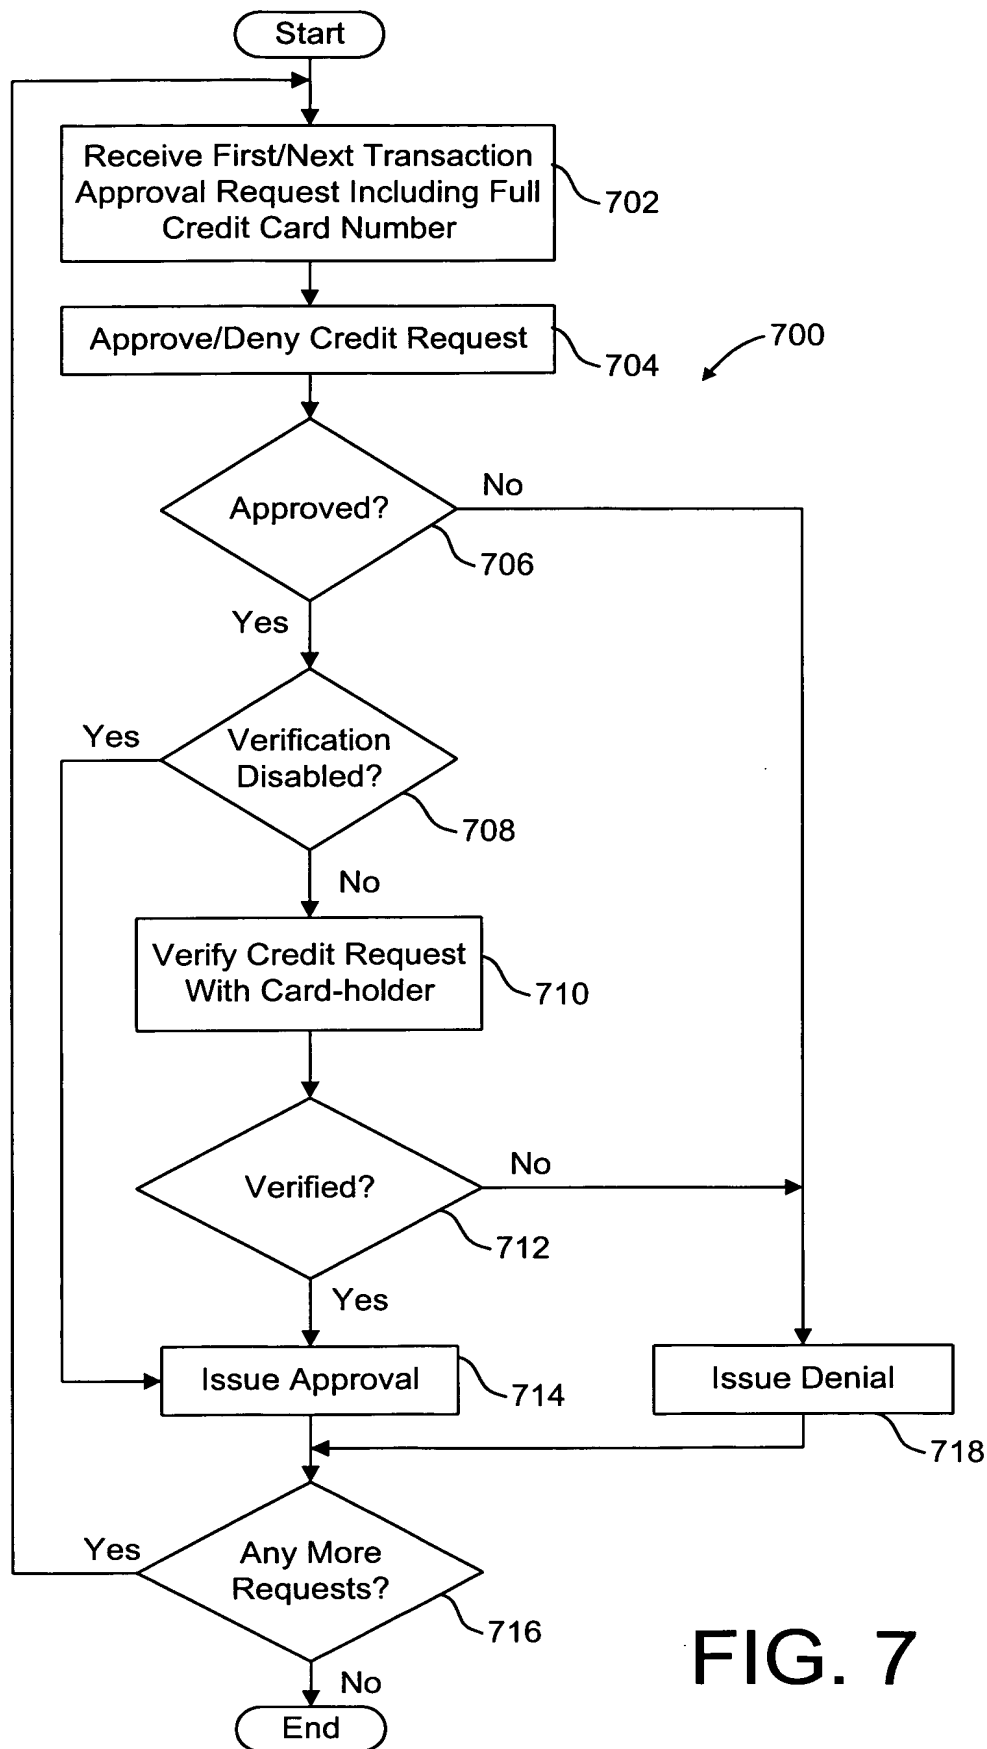 Start
Receive First/Next Transaction
Approval Request Including Full
Credit Card Number
702
Approve/Deny Credit Request
704
700
Approved?
No
706
Yes
Verification
Disabled?
Yes
708
No
Verify Credit Request
With Card-holder
710
Verified?
No
712
Yes
Issue Approval
714
Issue Denial
718
Any More
Requests?
Yes
716
No
End
FIG. 7